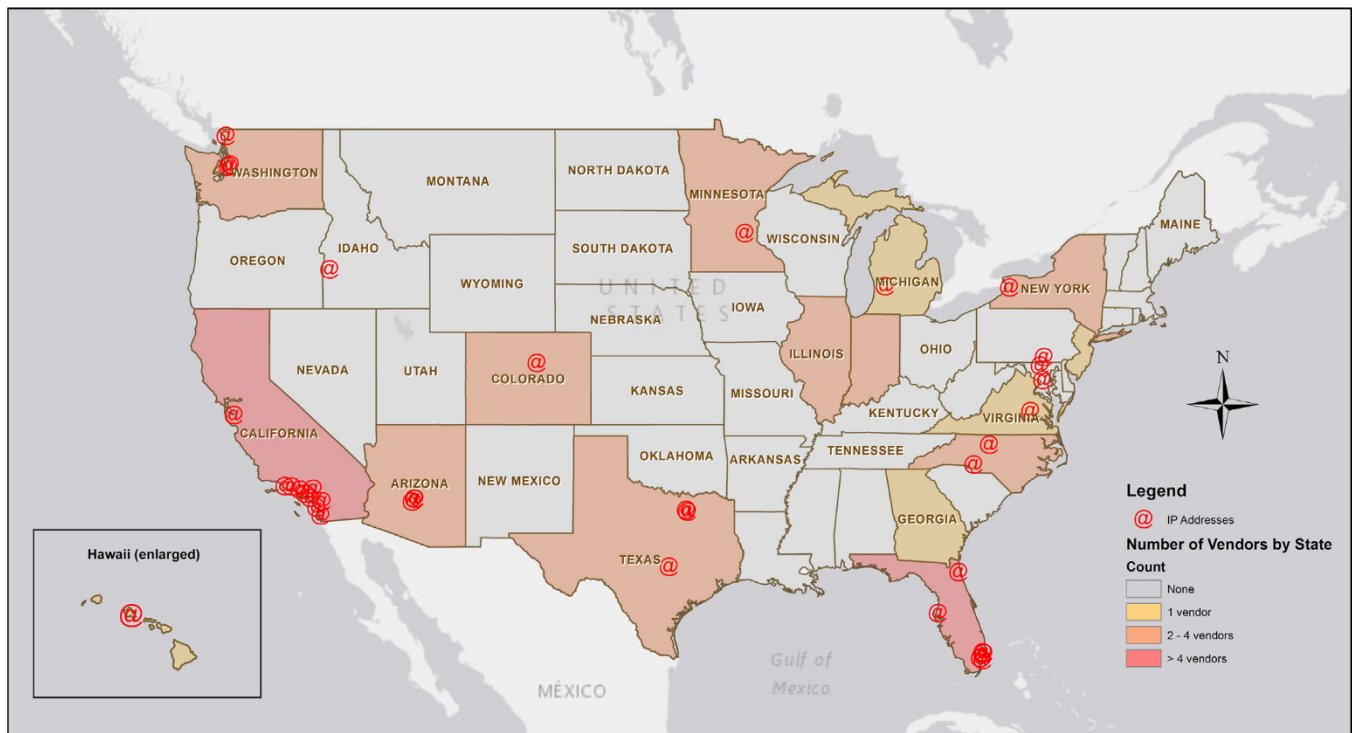 WASHINGTON
MONTANA
NORTH DAKOTA
MINNESOTA
MAINE
OREGON
IDAHO
SOUTH DAKOTA
WISCONSIN
MICHIGAN
NEW YORK
WYOMING
UNITED
STATES
IOWA
NEBRASKA
NEVADA
UTAH
COLORADO
KANSAS
MISSOURI
ILLINOIS
OHIO
KENTUCKY
VIRGINIA
CALIFORNIA
ARIZONA
NEW MEXICO
OKLAHOMA
ARKANSAS
TENNESSEE
GEORGIA
TEXAS
MÉXICO
Gulf of
Mexico
N
Hawaii (enlarged)
Legend
@ IP Addresses
Number of Vendors by State
Count
None
1 vendor
2 - 4 vendors
> 4 vendors